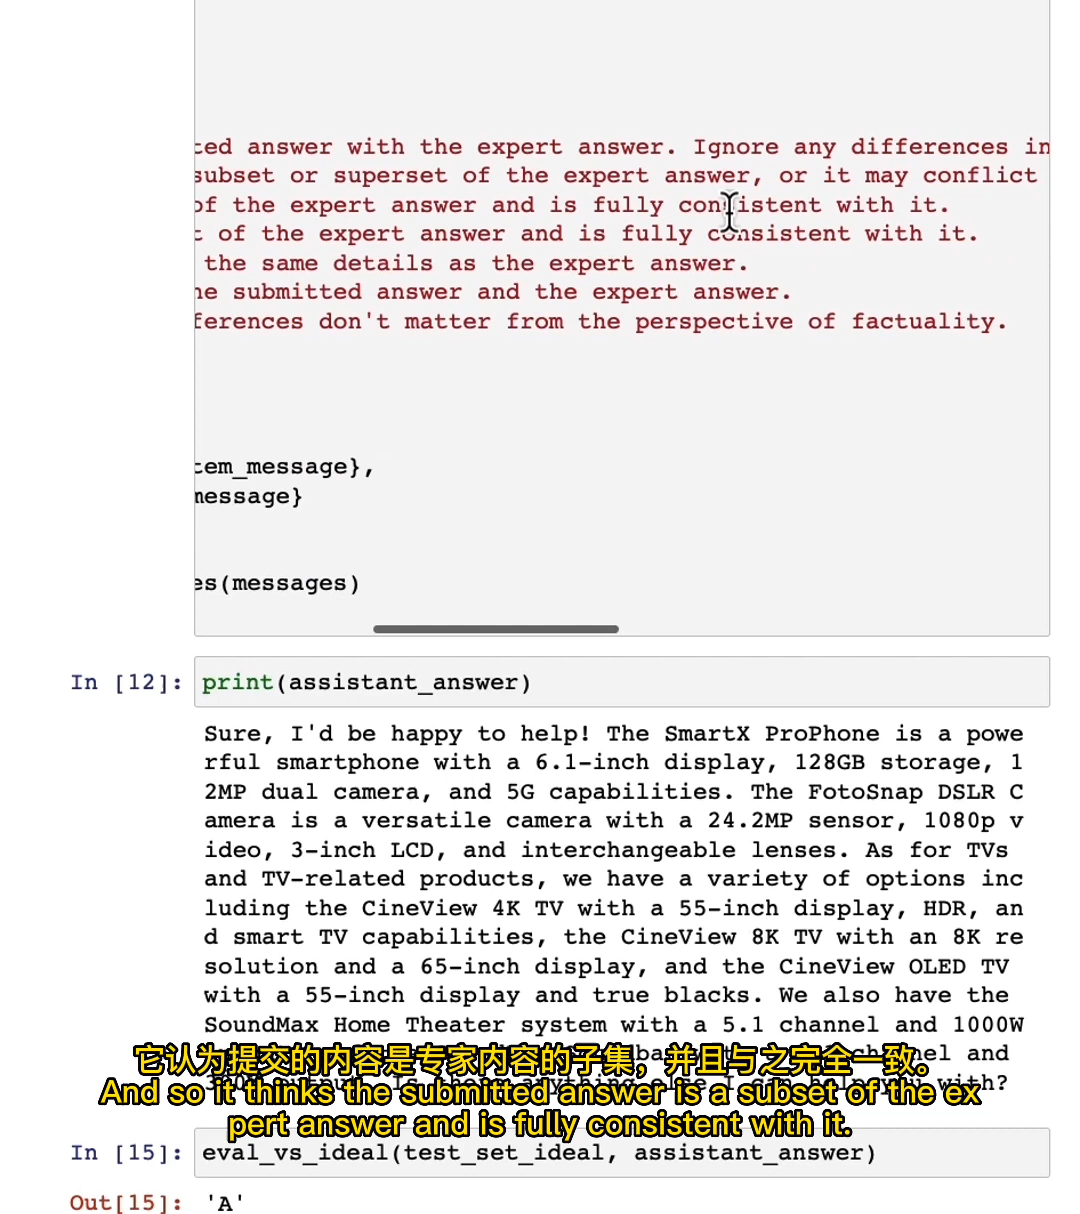 ted answer with the expert answer. Ignore any differences in
subset or superset of the expert answer, or it may conflict
of the expert answer and is fully consistent with it.
t of the expert answer and is fully consistent with it.
the same details as the expert answer.
he submitted answer and the expert answer.
ferences don't matter from the perspective of factuality.
tem_message},
message}
es(messages)
In [12]: print(assistant_answer)
Sure, I'd be happy to help! The SmartX ProPhone is a powe
rful smartphone with a 6.1-inch display, 128GB storage, 1
2MP dual camera, and 5G capabilities. The FotoSnap DSLR C
amera is a versatile camera with a 24.2MP sensor, 1080p v
ideo, 3-inch LCD, and interchangeable lenses. As for TVs
and TV-related products, we have a variety of options inc
luding the CineView 4K TV with a 55-inch display, HDR, an
d smart TV capabilities, the CineView 8K TV with an 8K re
solution and a 65-inch display, and the CineView OLED TV
with a 55-inch display and true blacks. We also have the
SoundMax Home Theater system with a 5.1 channel and 1000W
and
with?
它认为提交的内容是专家内容的子集，并且与之完全一致。
And so it thinks the submitted answer is a subset of the ex
pert answer and is fully consistent with it.
In [15]: eval_vs_ideal(test_set_ideal, assistant_answer)
Out[15]: 'A'